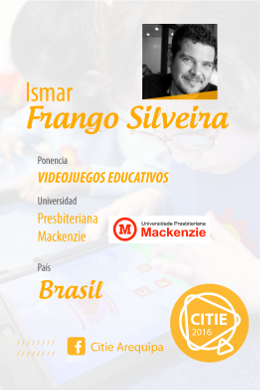 Ismar
Frango Silveira
Ponencia
VIDEOJUEGOS EDUCATIVOS
Universidad
Presbiteriana
Mackenzie
Universidade Presbiteriana
Mackenzie
País
Brasil
CITIE
2016
Citie Arequipa